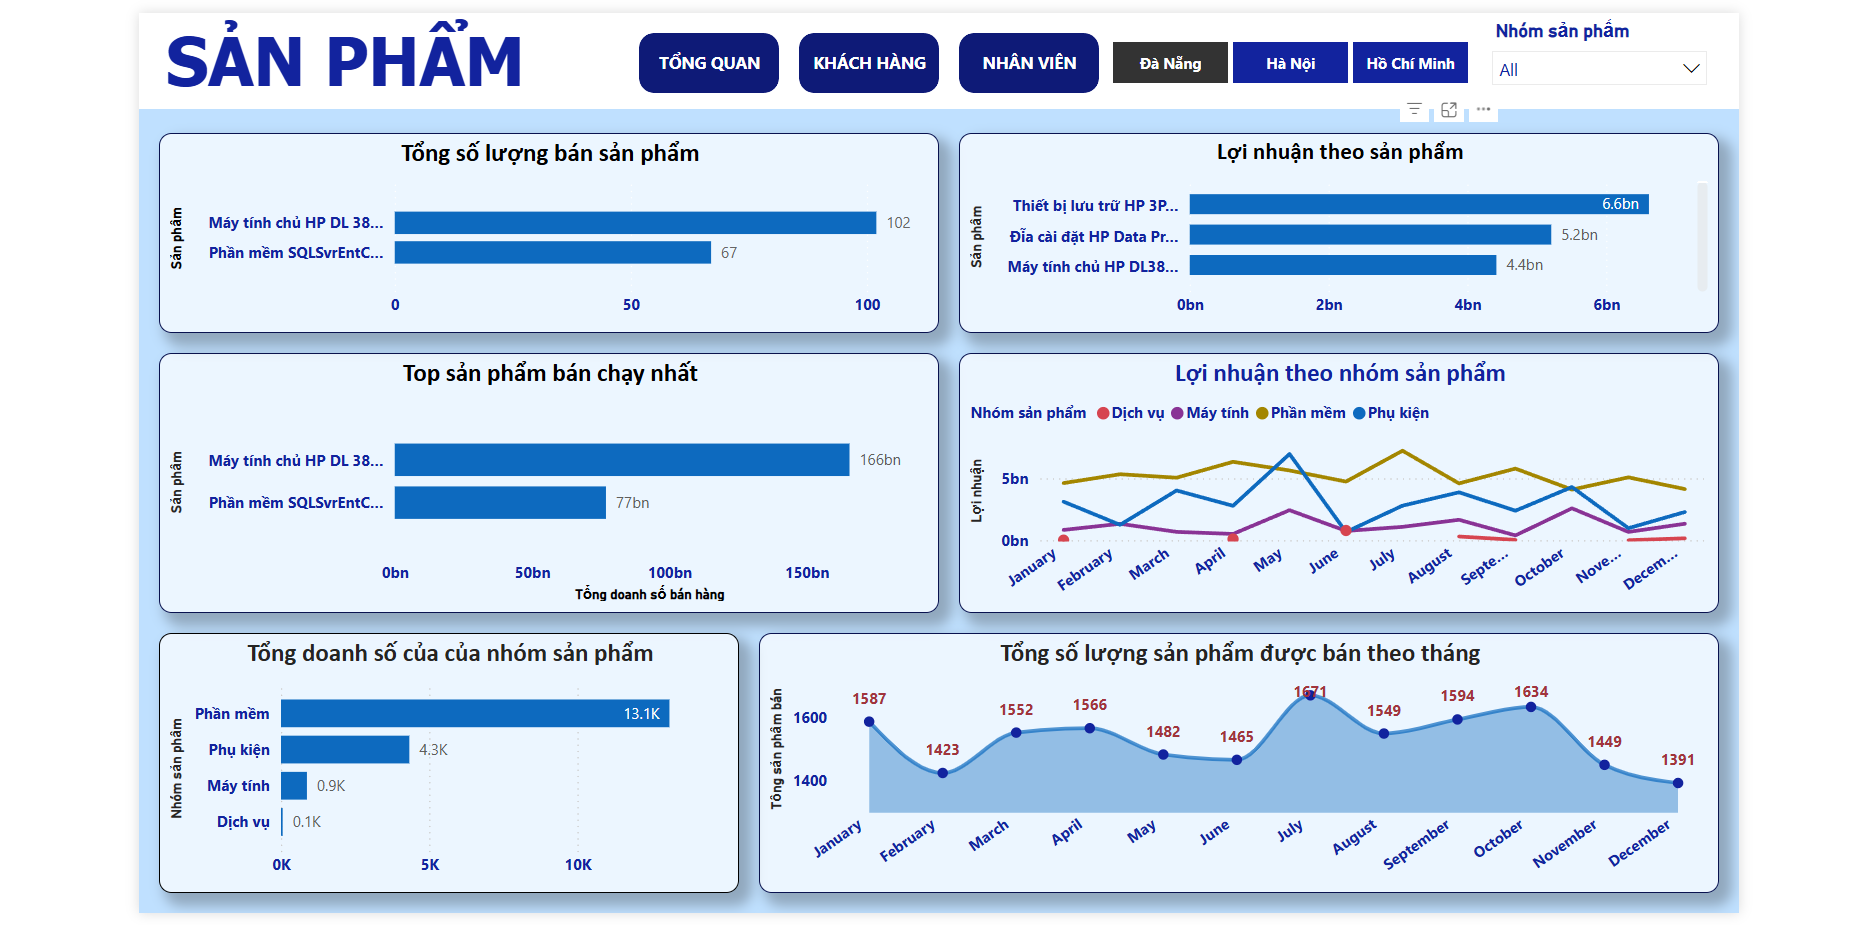 SẢN PHẨM
TỔNG QUAN
KHÁCH HÀNG
NHÂN VIÊN
Đà Nẵng
Hà Nội
Hồ Chí Minh
Nhóm sản phẩm
All
Tổng số lượng bán sản phẩm
Sản phẩm
Máy tính chủ HP DL 38...
102
Phần mềm SQLSvrEntC...
67
0
50
100
Lợi nhuận theo sản phẩm
Sản phẩm
Thiết bị lưu trữ HP 3P...
6.6bn
Đĩa cài đặt HP Data Pr...
5.2bn
Máy tính chủ HP DL38...
4.4bn
0bn
2bn
4bn
6bn
Top sản phẩm bán chạy nhất
Sản phẩm
Máy tính chủ HP DL 38...
166bn
Phần mềm SQLSvrEntC...
77bn
0bn
50bn
100bn
150bn
Tổng doanh số bán hàng
Lợi nhuận theo nhóm sản phẩm
Nhóm sản phẩm Dịch vụ Máy tính Phần mềm Phụ kiện
Lợi nhuận
5bn
0bn
January
February
March
April
May
June
July
August
Septe...
October
Nove...
Decem...
Tổng doanh số của của nhóm sản phẩm
Nhóm sản phẩm
Phần mềm
13.1K
Phụ kiện
4.3K
Máy tính
0.9K
Dịch vụ
0.1K
0K
5K
10K
Tổng số lượng sản phẩm được bán theo tháng
Tổng sản phẩm bán
1600
1400
1587
1423
1552
1566
1482
1465
1671
1549
1594
1634
1449
1391
January
February
March
April
May
June
July
August
September
October
November
December